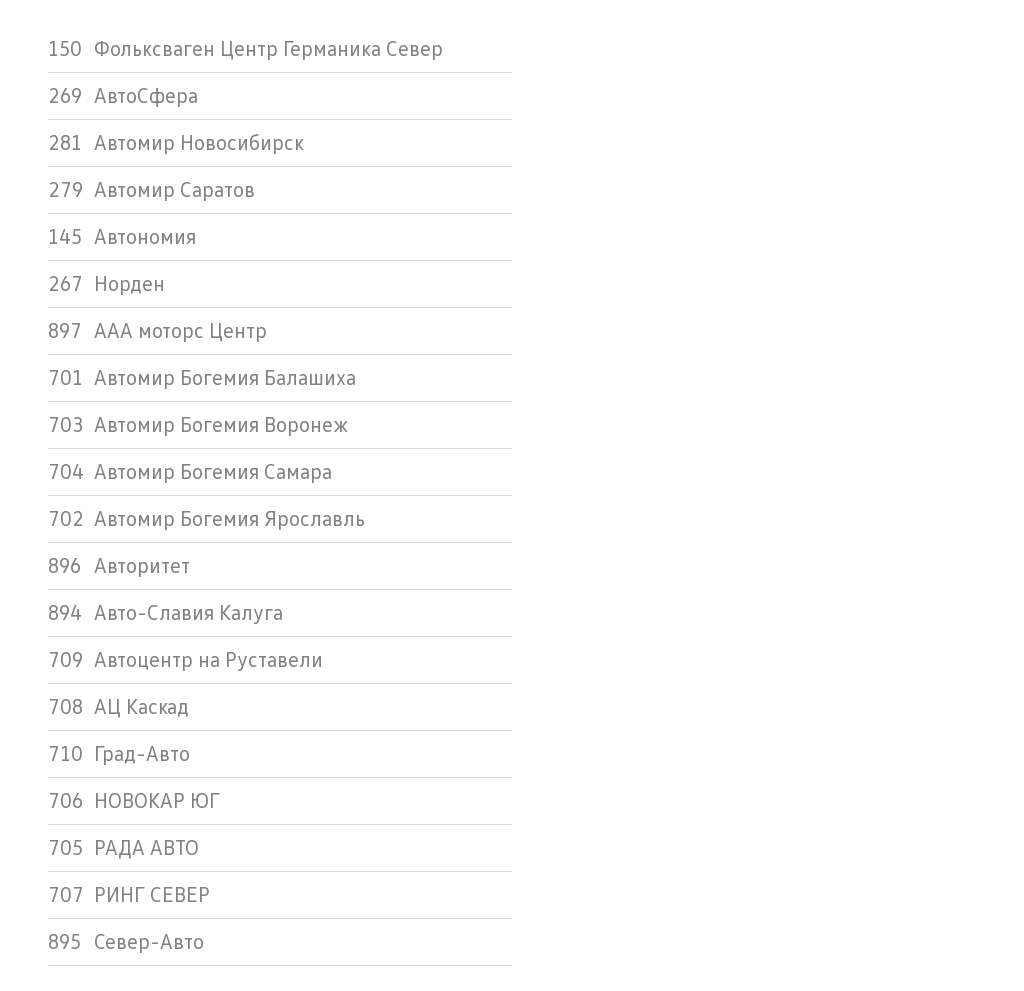 150 Фольксваген Центр Германика Север
269 АвтоСфера
281 Автомир Новосибирск
279 Автомир Саратов
145 Автономия
267 Норден
897 ААА моторс Центр
701 Автомир Богемия Балашиха
703 Автомир Богемия Воронеж
704 Автомир Богемия Самара
702 Автомир Богемия Ярославль
896 Авторитет
894 Авто-Славия Калуга
709 Автоцентр на Руставели
708 АЦ Каскад
710 Град-Авто
706 НОВОКАР ЮГ
705 РАДА АВТО
707 РИНГ СЕВЕР
895 Север-Авто